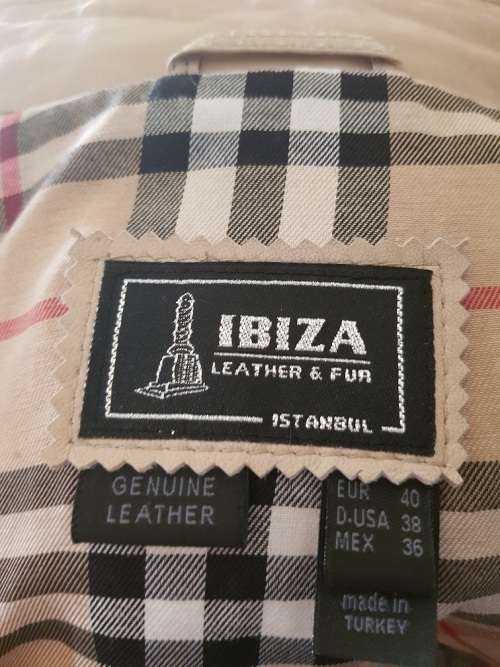 IBIZA
LEATHER & FUR
ISTANBUL
GENUINE
LEATHER
EUR 40
D-USA 38
MEX 36
made in
TURKEY